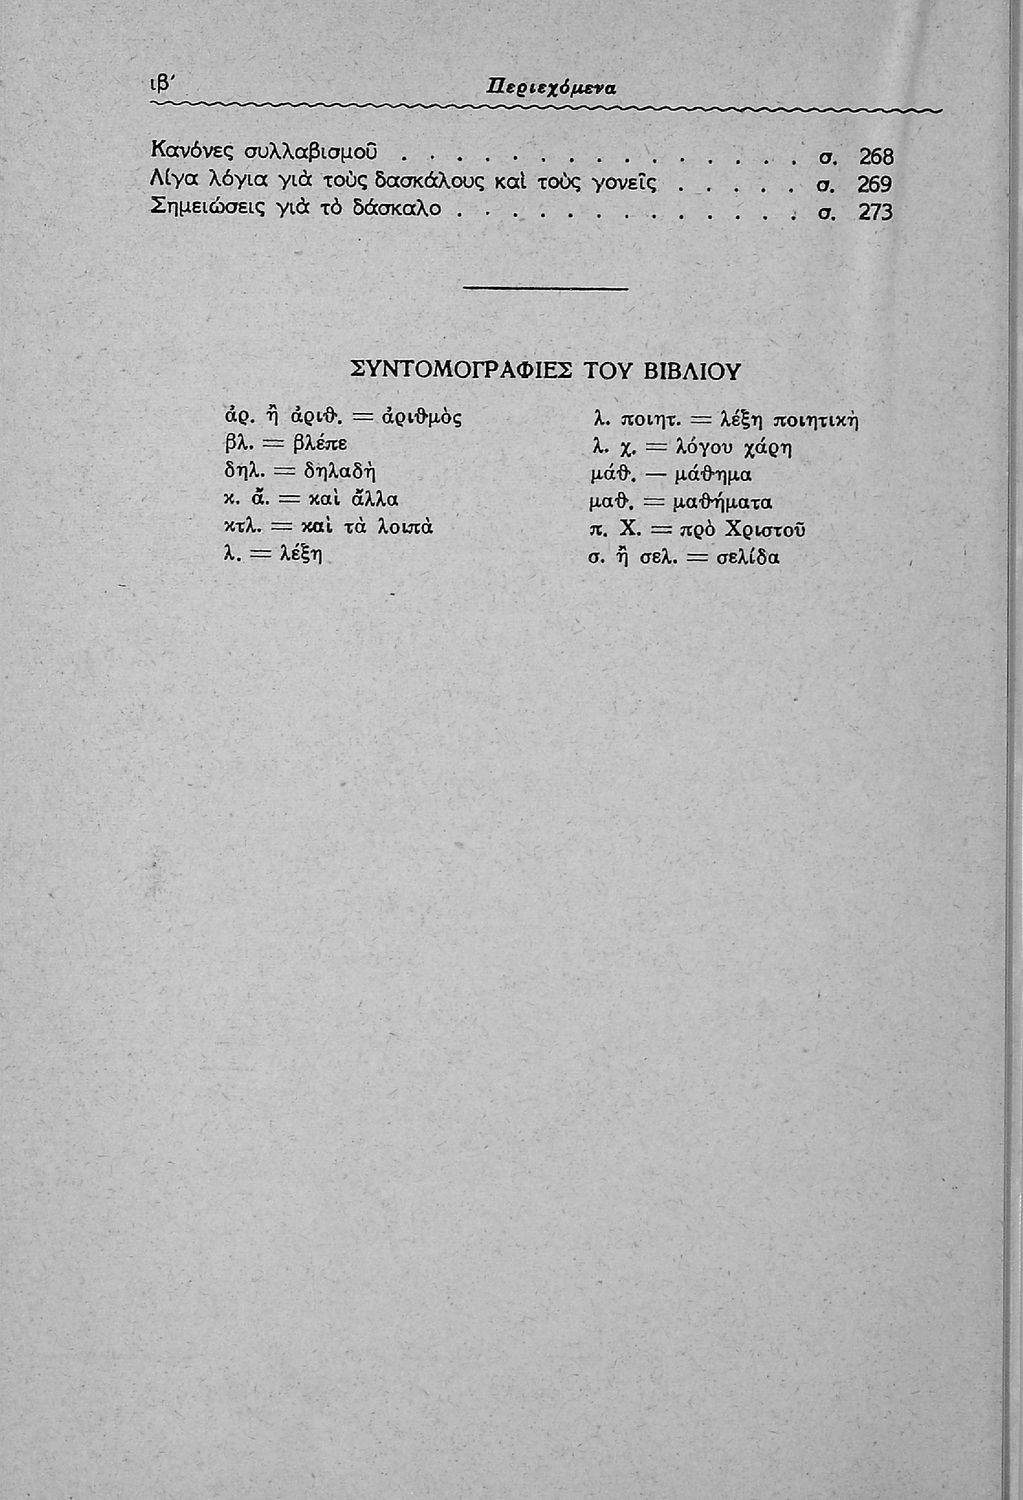 ιβ′ Περιεχόμενα
Κανόνες συλλαβισμοῦ . . . . . . . . . . . . . . . σ. 268
Λίγα λόγια γιὰ τοὺς δασκάλους καὶ τοὺς γονεῖς . . . . . σ. 269
Σημειώσεις γιὰ τὸ δάσκαλο . . . . . . . . . . . . . σ. 273
ΣΥΝΤΟΜΟΓΡΑΦΙΕΣ ΤΟΥ ΒΙΒΛΙΟΥ
ἀρ. ἢ ἀριθ. = ἀριθμὸς
βλ. = βλέπε
δηλ. = δηλαδὴ
κ. ἄ. = καὶ ἄλλα
κτλ. = καὶ τὰ λοιπὰ
λ. = λέξη
λ. ποιητ. = λέξη ποιητικὴ
λ. χ. = λόγου χάρη
μάθ. — μάθημα
μαθ. = μαθήματα
π. Χ. = πρὸ Χριστοῦ
σ. ἢ σελ. = σελίδα